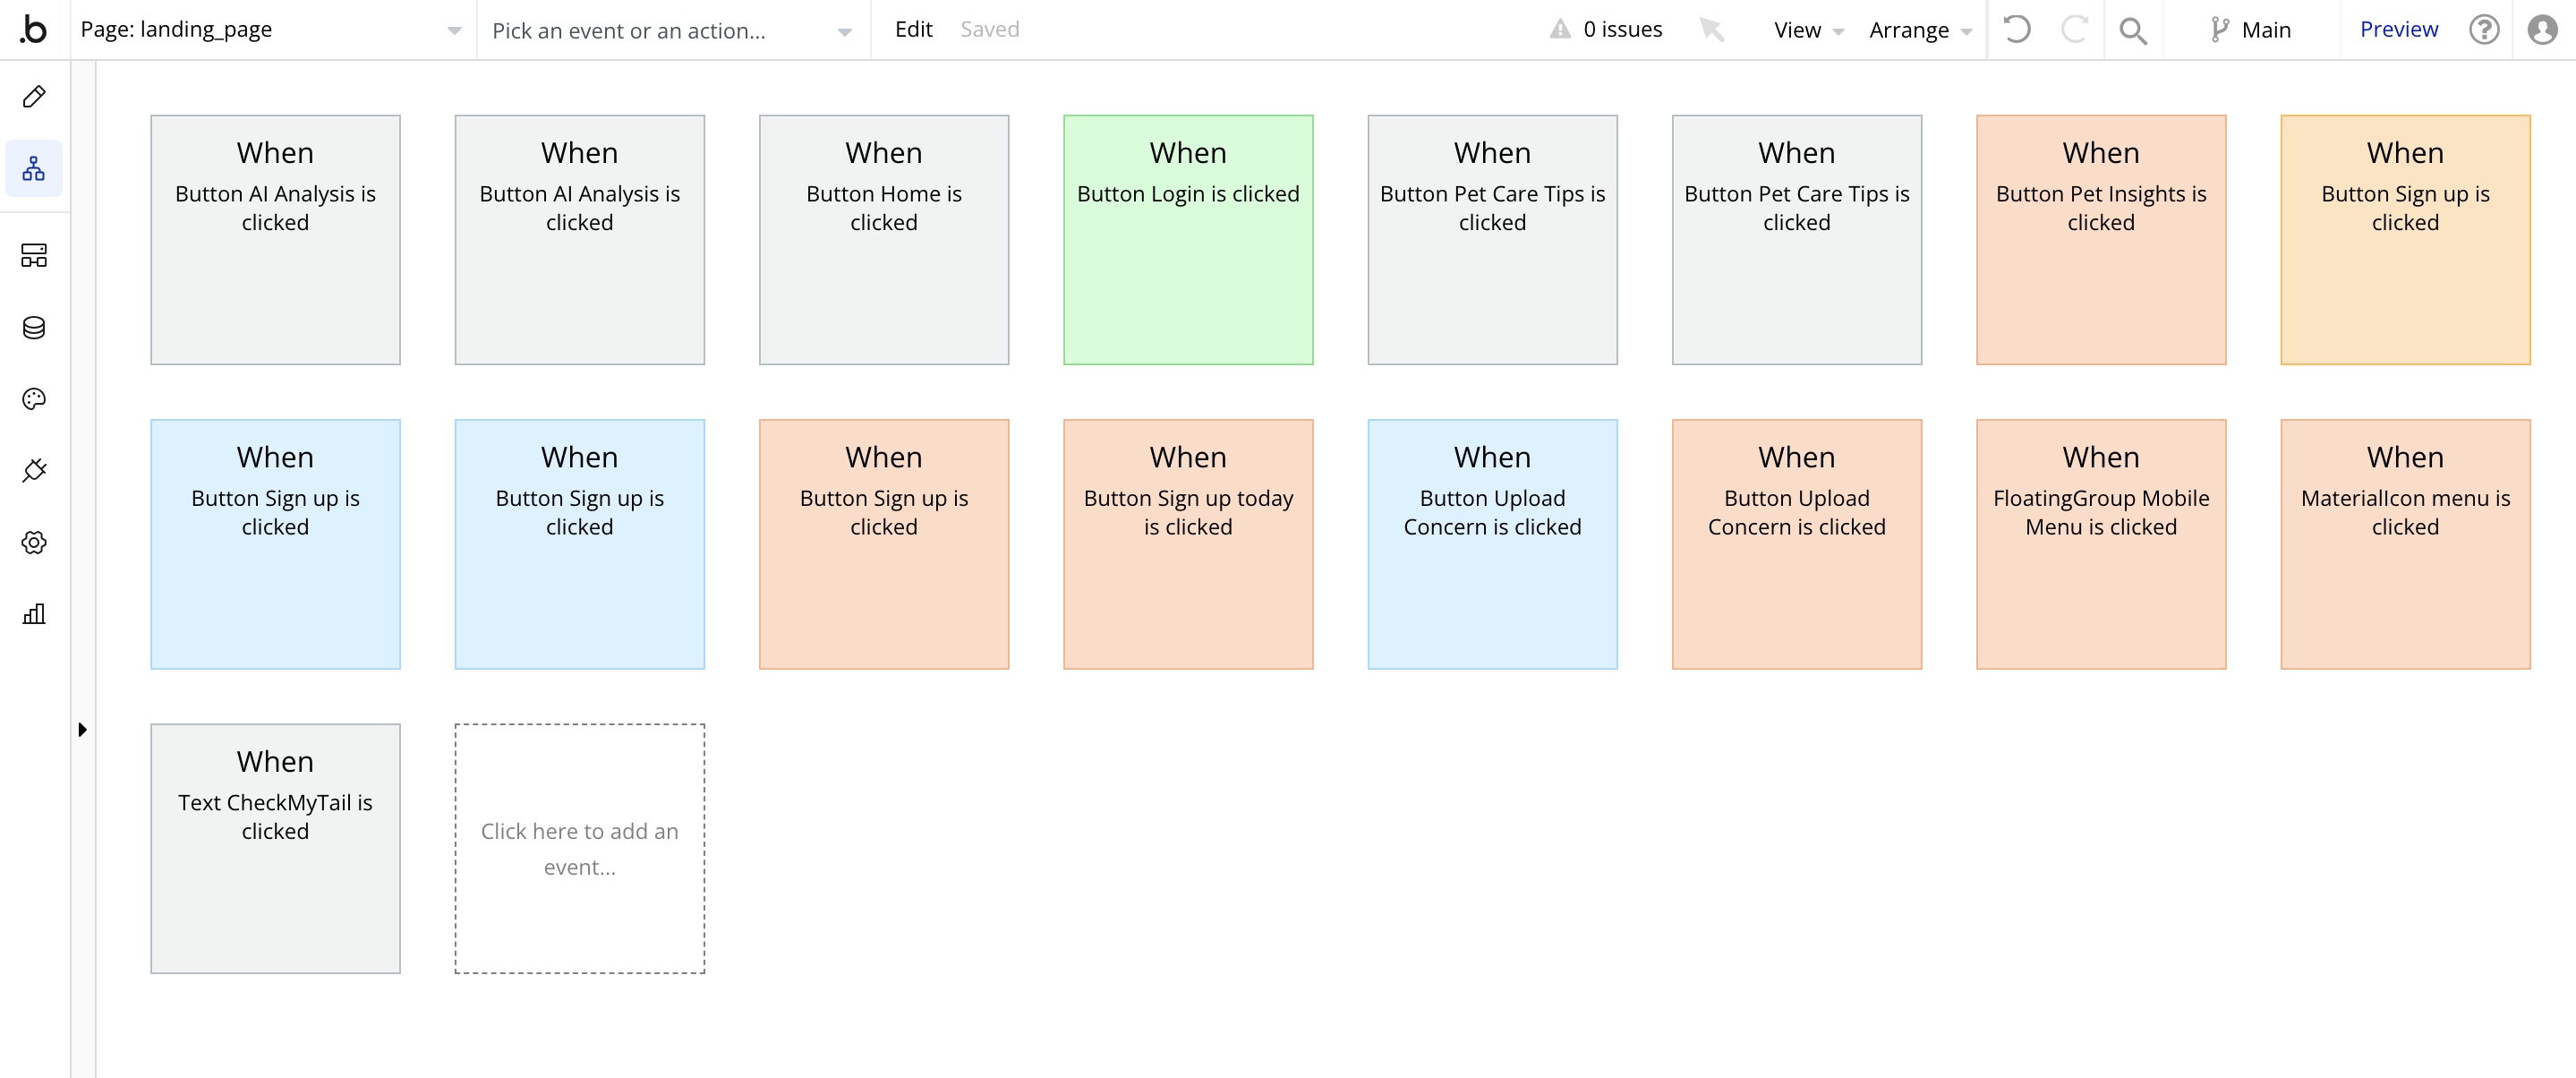 .b
Page: landing_page
Pick an event or an action...
Edit
Saved
0 issues
View
Arrange
Main
Preview
?
When
Button AI Analysis is
clicked
When
Button AI Analysis is
clicked
When
Button Home is
clicked
When
Button Login is clicked
When
Button Pet Care Tips is
clicked
When
Button Pet Care Tips is
clicked
When
Button Pet Insights is
clicked
When
Button Sign up is
clicked
When
Button Sign up is
clicked
When
Button Sign up is
clicked
When
Button Sign up is
clicked
When
Button Sign up today
is clicked
When
Button Upload
Concern is clicked
When
Button Upload
Concern is clicked
When
FloatingGroup Mobile
Menu is clicked
When
MaterialIcon menu is
clicked
When
Text CheckMyTail is
clicked
Click here to add an
event...